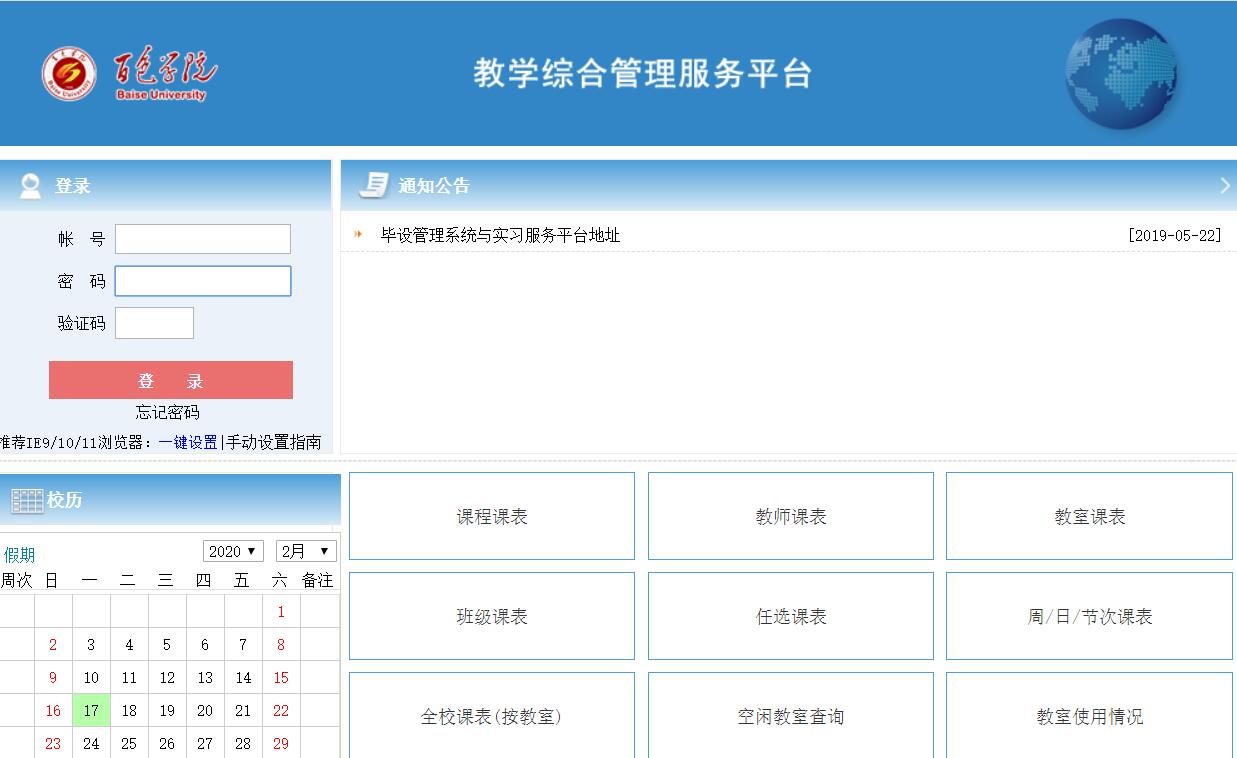 百色学院
Baise University
教学综合管理服务平台
登录
帐 号
密 码
验证码
登 录
忘记密码
推荐IE9/10/11浏览器：一键设置|手动设置指南
通知公告
毕设管理系统与实习服务平台地址 [2019-05-22]
校历
假期 2020 2月
周次 日 一 二 三 四 五 六 备注
1
2 3 4 5 6 7 8
9 10 11 12 13 14 15
16 17 18 19 20 21 22
23 24 25 26 27 28 29
课程课表 教师课表 教室课表
班级课表 任选课表 周/日/节次课表
全校课表(按教室) 空闲教室查询 教室使用情况